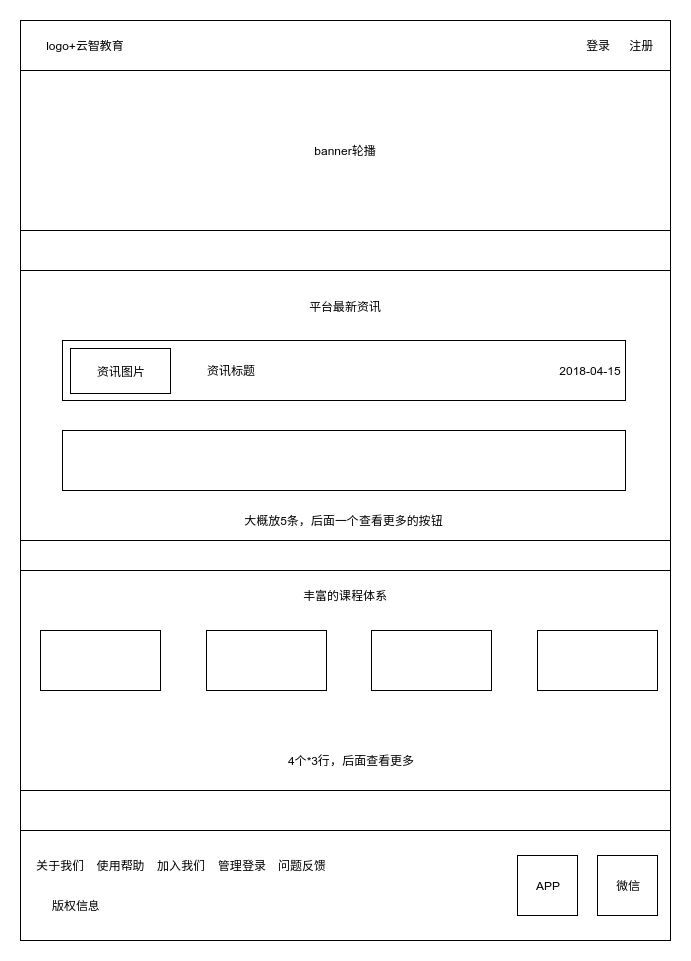 logo+云智教育 登录 注册
banner轮播
平台最新资讯
资讯图片 资讯标题 2018-04-15
大概放5条，后面一个查看更多的按钮
丰富的课程体系
4个*3行，后面查看更多
关于我们 使用帮助 加入我们 管理登录 问题反馈
APP 微信
版权信息